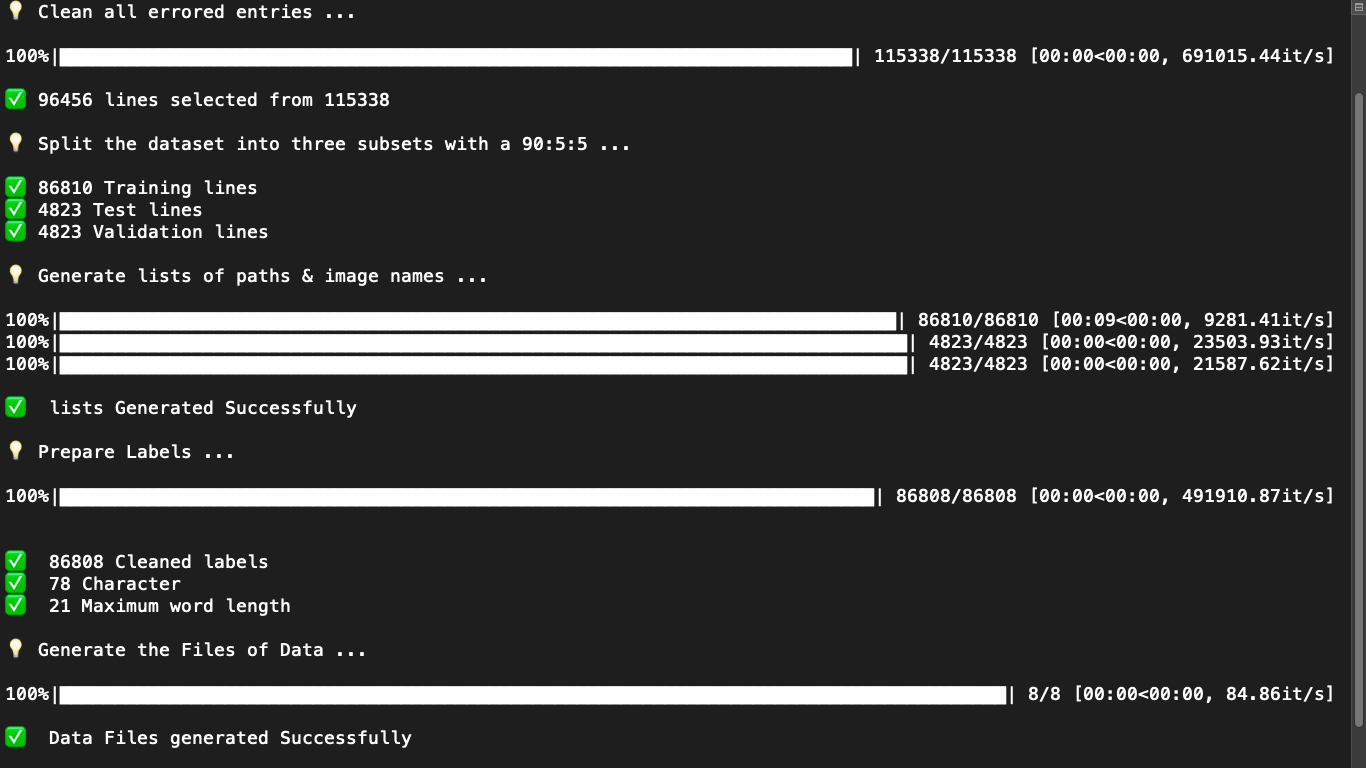 💡 Clean all errored entries ...
100%|██████████| 115338/115338 [00:00<00:00, 691015.44it/s]
✅ 96456 lines selected from 115338
💡 Split the dataset into three subsets with a 90:5:5 ...
✅ 86810 Training lines
✅ 4823 Test lines
✅ 4823 Validation lines
💡 Generate lists of paths & image names ...
100%|██████████| 86810/86810 [00:09<00:00, 9281.41it/s]
100%|██████████| 4823/4823 [00:00<00:00, 23503.93it/s]
100%|██████████| 4823/4823 [00:00<00:00, 21587.62it/s]
✅ lists Generated Successfully
💡 Prepare Labels ...
100%|██████████| 86808/86808 [00:00<00:00, 491910.87it/s]
✅ 86808 Cleaned labels
✅ 78 Character
✅ 21 Maximum word length
💡 Generate the Files of Data ...
100%|██████████| 8/8 [00:00<00:00, 84.86it/s]
✅ Data Files generated Successfully